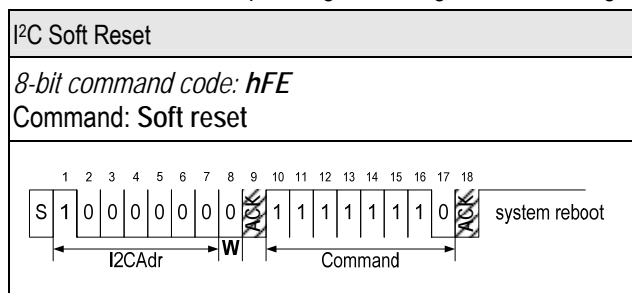 I²C Soft Reset
8-bit command code: hFE
Command: Soft reset
1 2 3 4 5 6 7 8 9 10 11 12 13 14 15 16 17 18
S 1 0 0 0 0 0 0 0 ACK 1 1 1 1 1 1 1 0 ACK system reboot
I2CAdr W Command